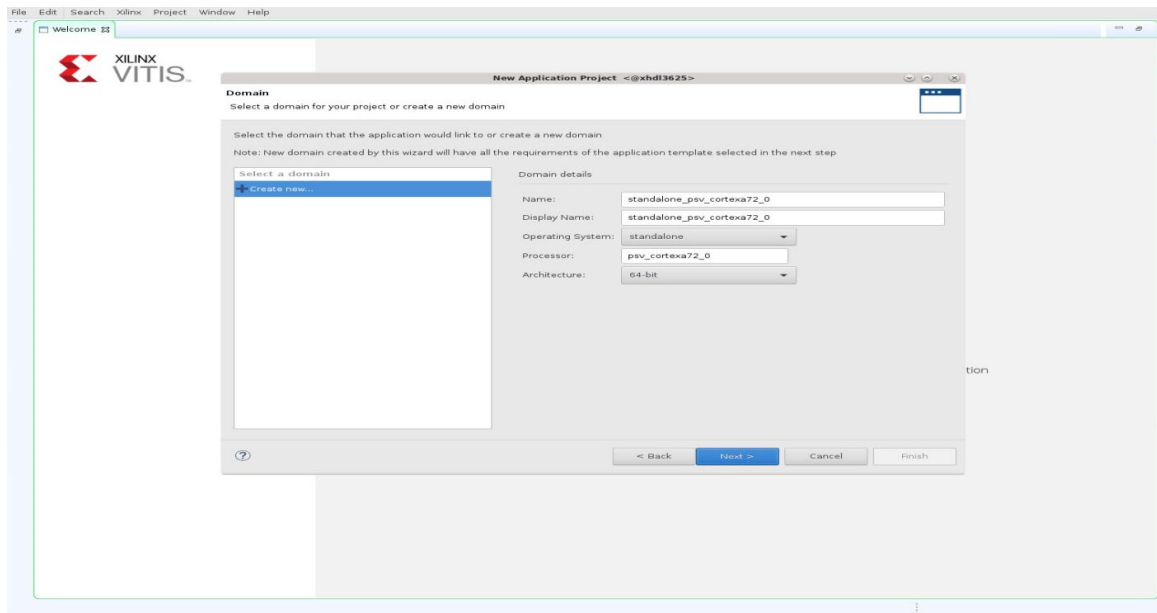 File Edit Search Xilinx Project Window Help
Welcome
XILINX
VITIS
New Application Project <@xhdl3625>
Domain
Select a domain for your project or create a new domain
Select the domain that the application would link to or create a new domain
Note: New domain created by this wizard will have all the requirements of the application template selected in the next step
Select a domain
Create new...
Domain details
Name: standalone_psv_cortexa72_0
Display Name: standalone_psv_cortexa72_0
Operating System: standalone
Processor: psv_cortexa72_0
Architecture: 64-bit
tion
?
< Back Next > Cancel Finish